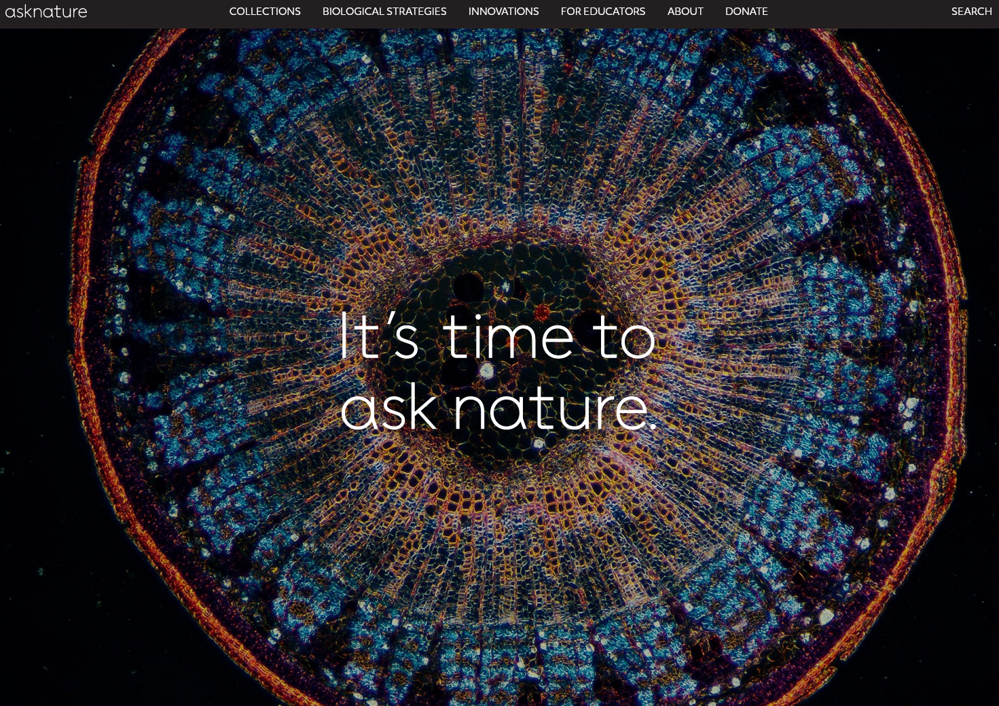 asknature
COLLECTIONS
BIOLOGICAL STRATEGIES
INNOVATIONS
FOR EDUCATORS
ABOUT
DONATE
SEARCH
It’s time to
ask nature.